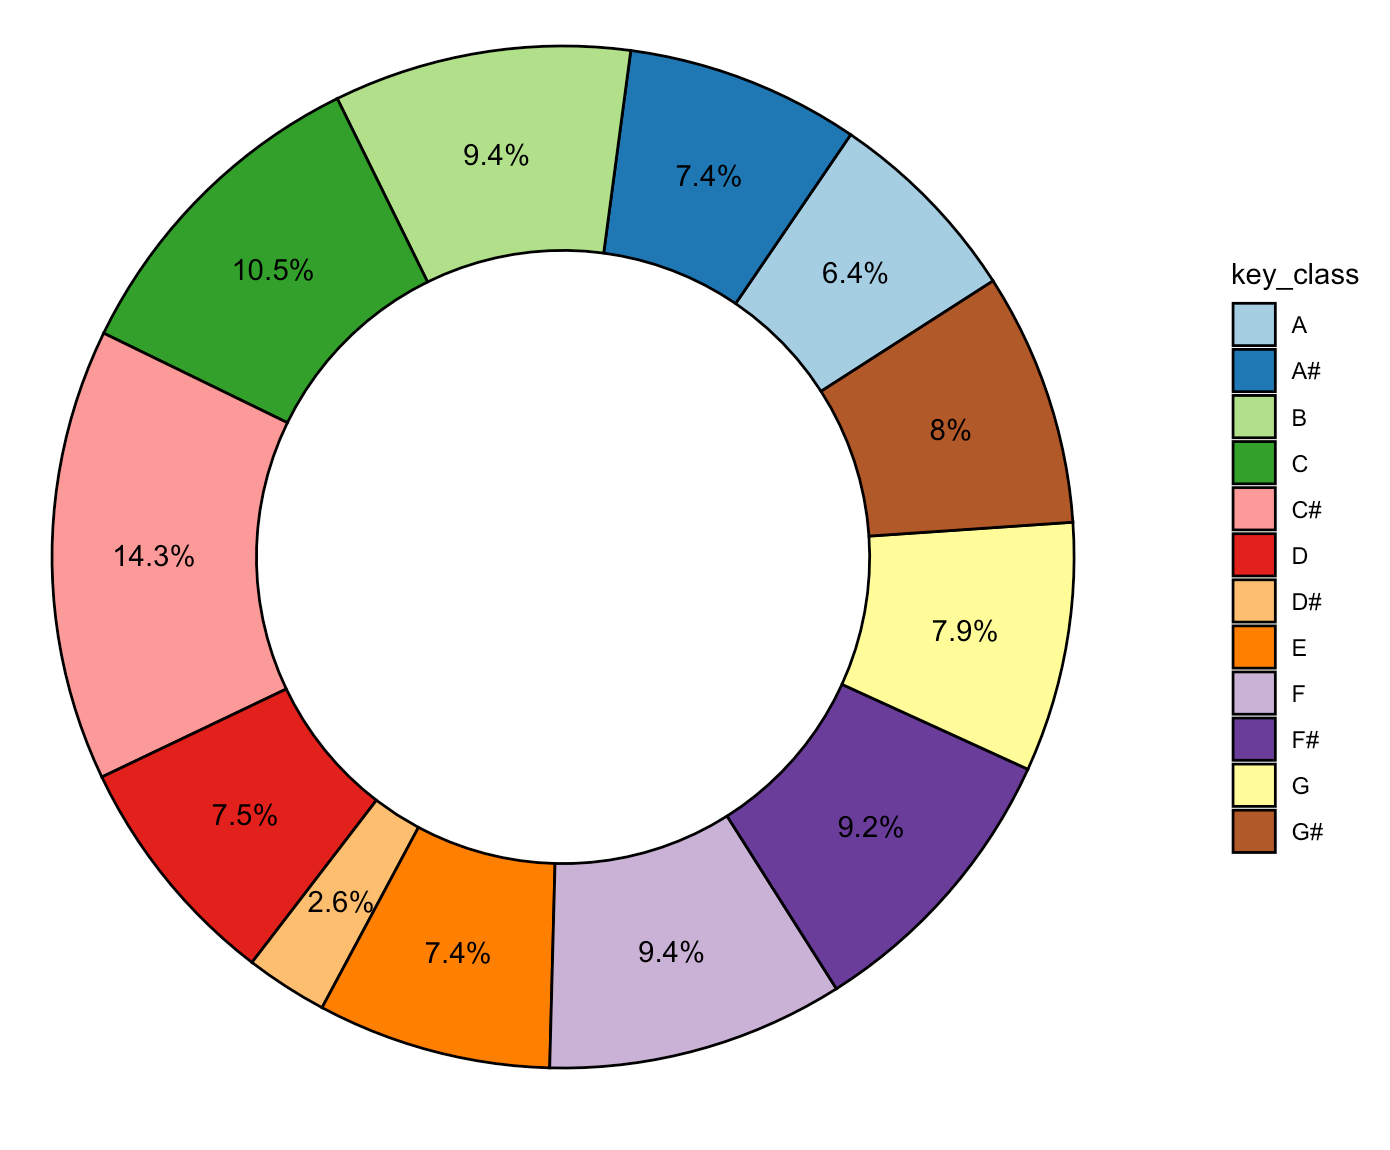 9.4%
7.4%
10.5%
6.4%
8%
14.3%
7.9%
7.5%
9.2%
2.6%
7.4%
9.4%
key_class
A
A#
B
C
C#
D
D#
E
F
F#
G
G#